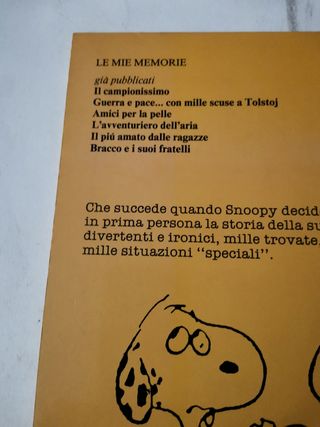 LE MIE MEMORIE
già pubblicati
Il campionissimo
Guerra e pace... con mille scuse a Tolstoj
Amici per la pelle
L'avventuriero dell'aria
Il piú amato dalle ragazze
Bracco e i suoi fratelli
Che succede quando Snoopy decid
in prima persona la storia della su
divertenti e ironici, mille trovate,
mille situazioni "speciali".